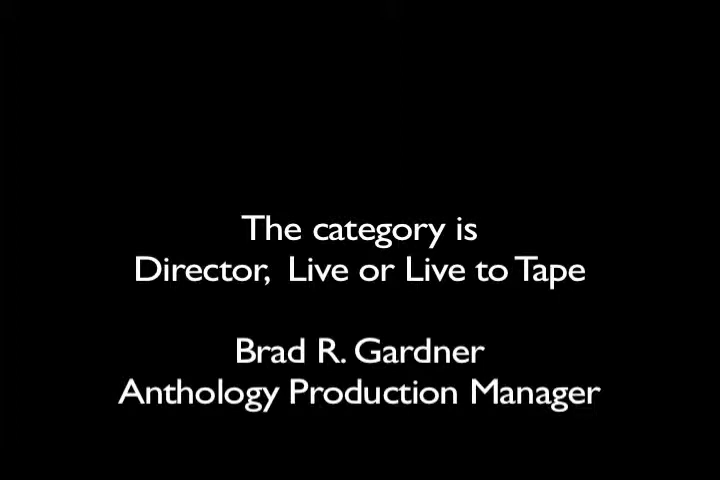 The category is
Director, Live or Live to Tape
Brad R. Gardner
Anthology Production Manager